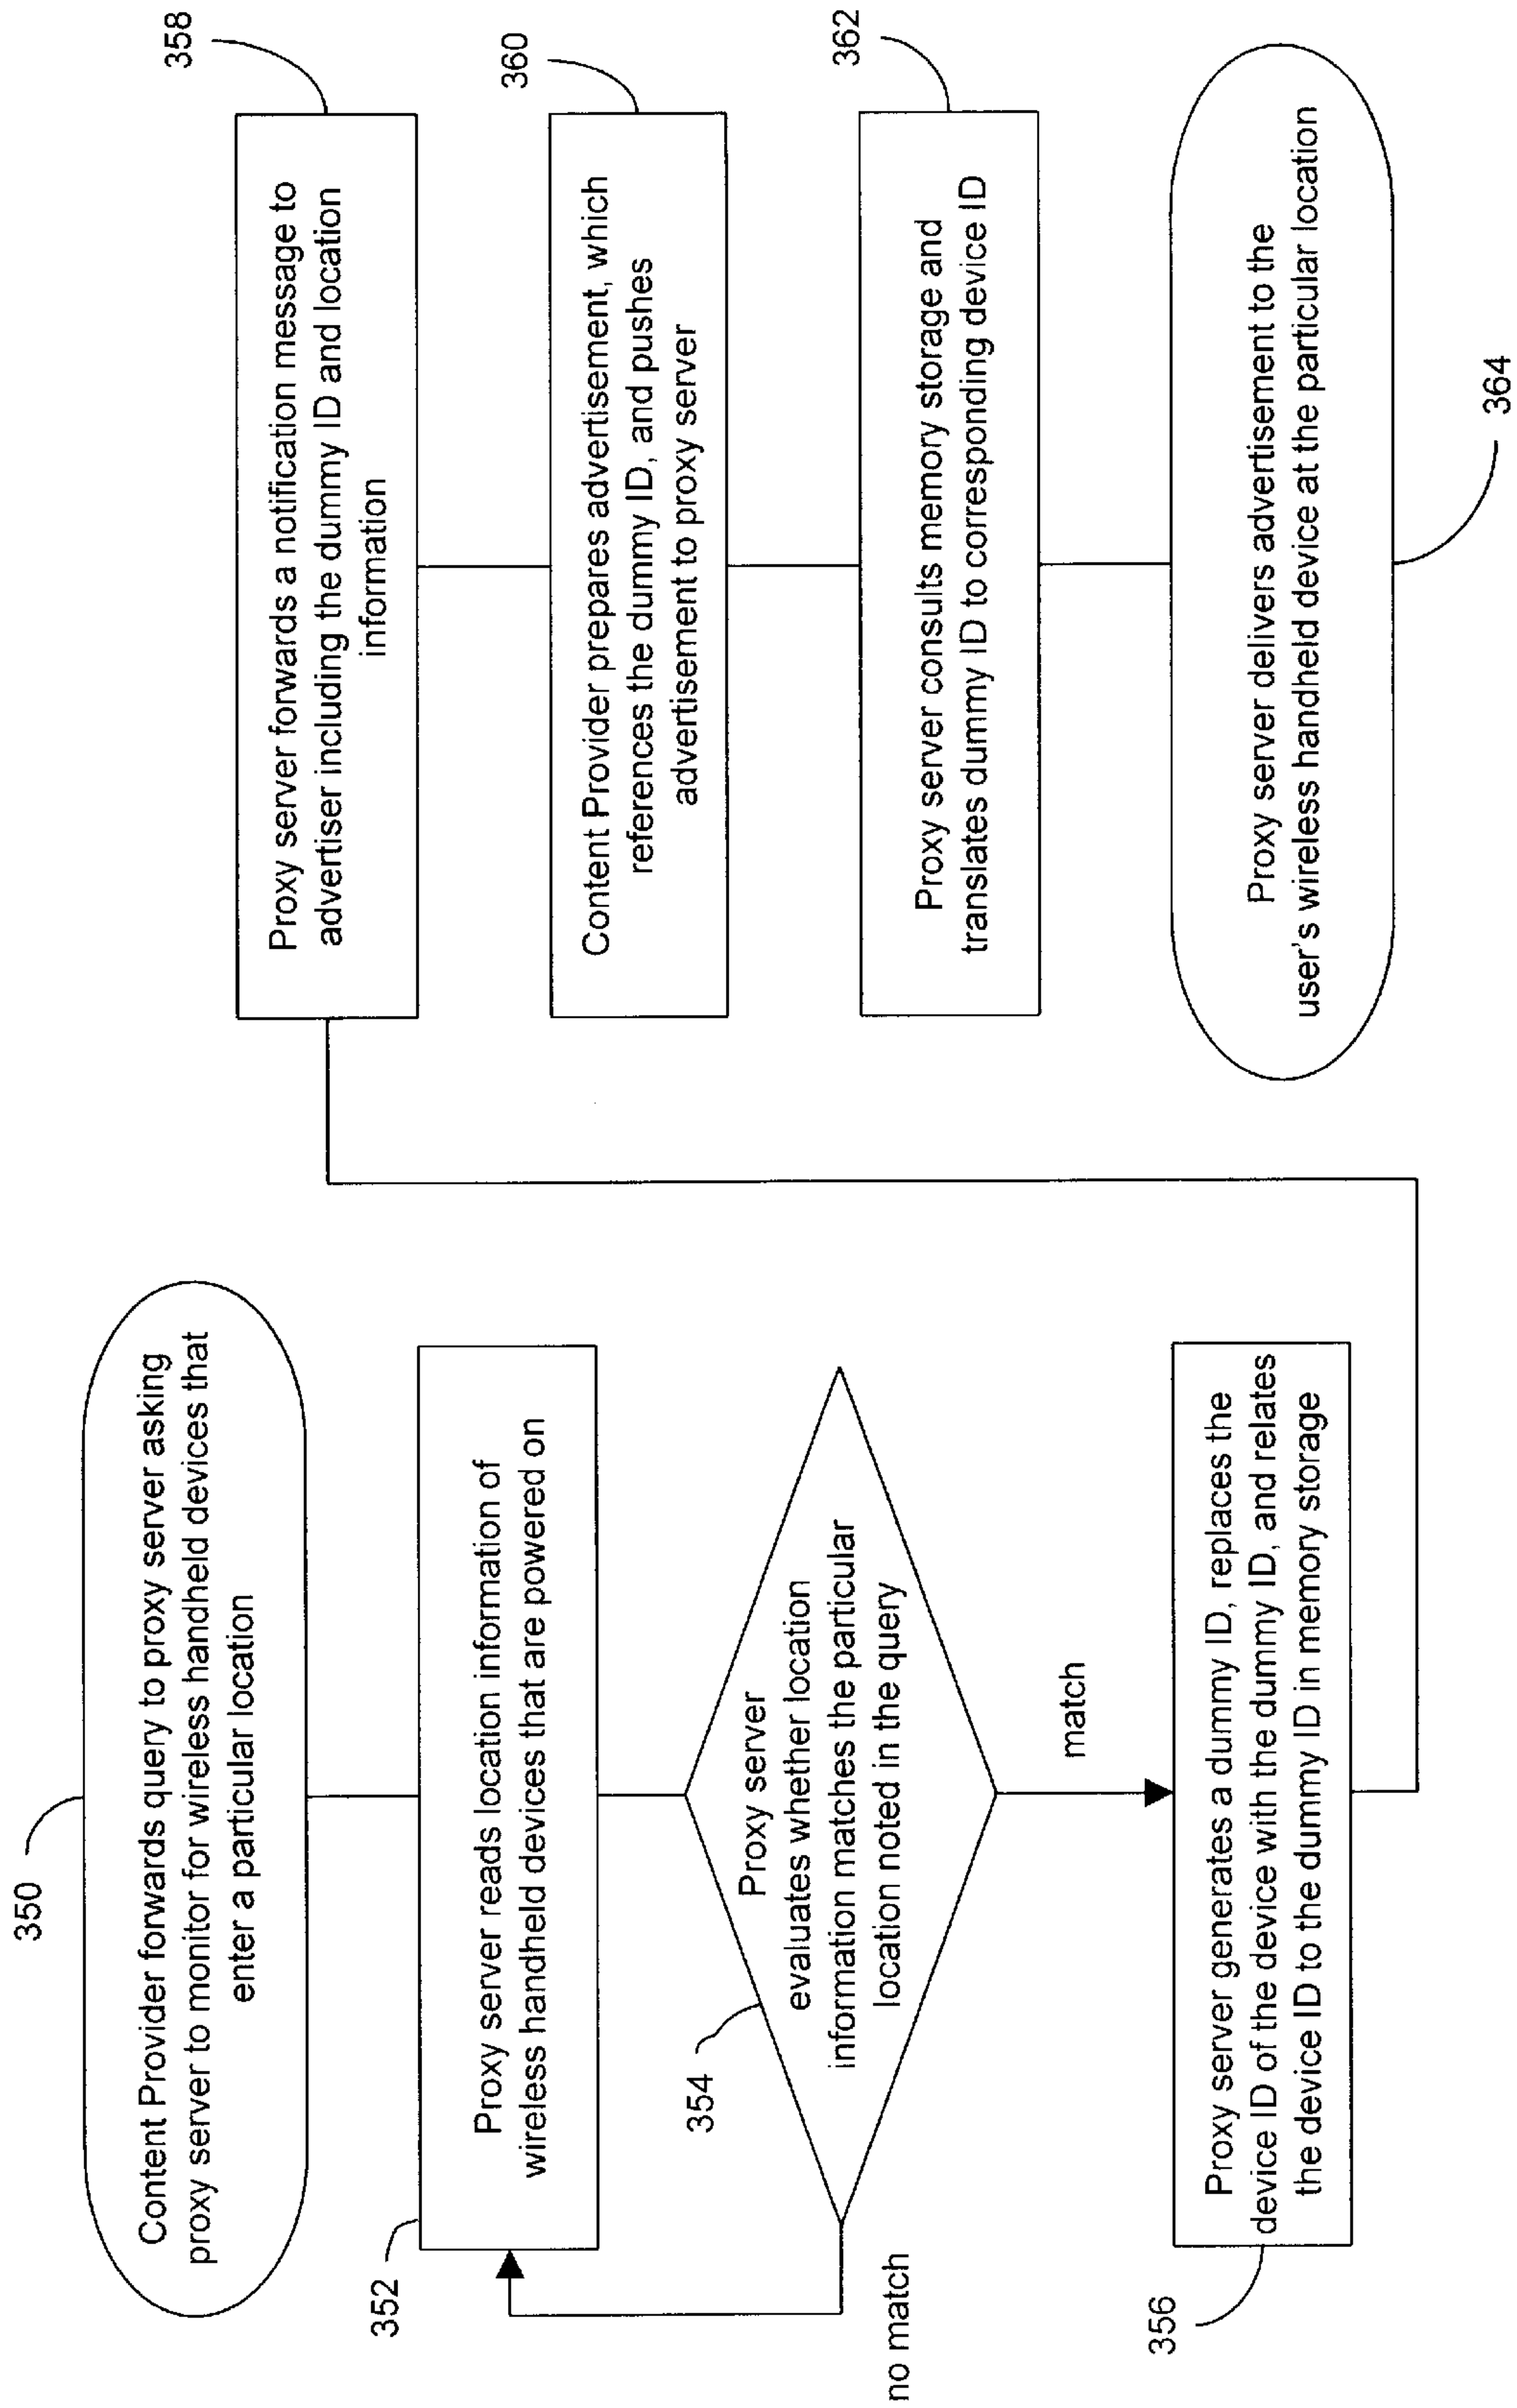 350
Content Provider forwards query to proxy server asking
proxy server to monitor for wireless handheld devices that
enter a particular location
352
Proxy server reads location information of
wireless handheld devices that are powered on
354
Proxy server
evaluates whether location
information matches the particular
location noted in the query
no match
match
356
Proxy server generates a dummy ID, replaces the
device ID of the device with the dummy ID, and relates
the device ID to the dummy ID in memory storage
358
Proxy server forwards a notification message to
advertiser including the dummy ID and location
information
360
Content Provider prepares advertisement, which
references the dummy ID, and pushes
advertisement to proxy server
362
Proxy server consults memory storage and
translates dummy ID to corresponding device ID
Proxy server delivers advertisement to the
user's wireless handheld device at the particular location
364